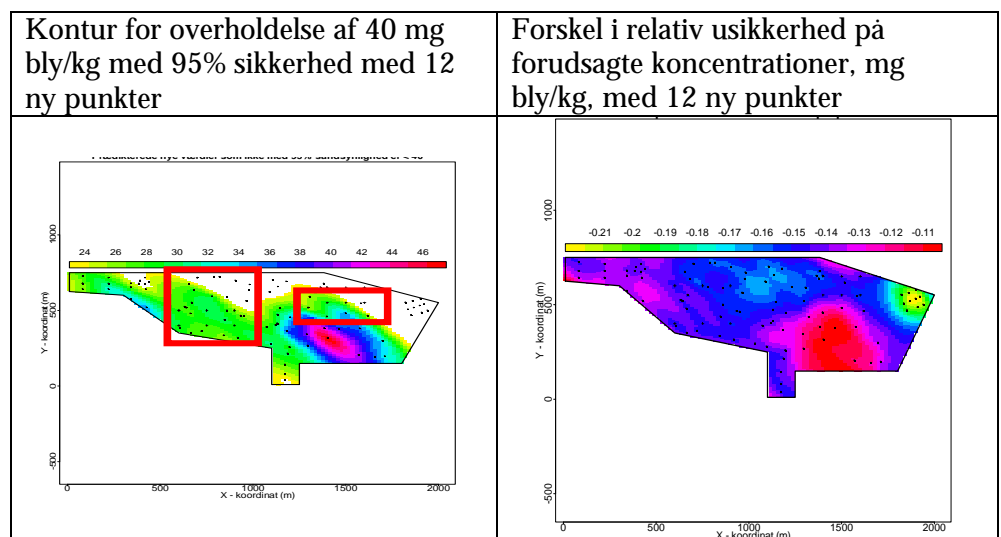 Kontur for overholdelse af 40 mg
bly/kg med 95% sikkerhed med 12
ny punkter
Forskel i relativ usikkerhed på
forudsagte koncentrationer, mg
bly/kg, med 12 ny punkter
24 26 28 30 32 34 36 38 40 42 44 46
1000
500
0
-500
Y - koordinat (m)
0 500 1000 1500 2000
X - koordinat (m)
-0.21 -0.2 -0.19 -0.18 -0.17 -0.16 -0.15 -0.14 -0.13 -0.12 -0.11
1000
500
0
-500
Y - koordinat (m)
0 500 1000 1500 2000
X - koordinat (m)